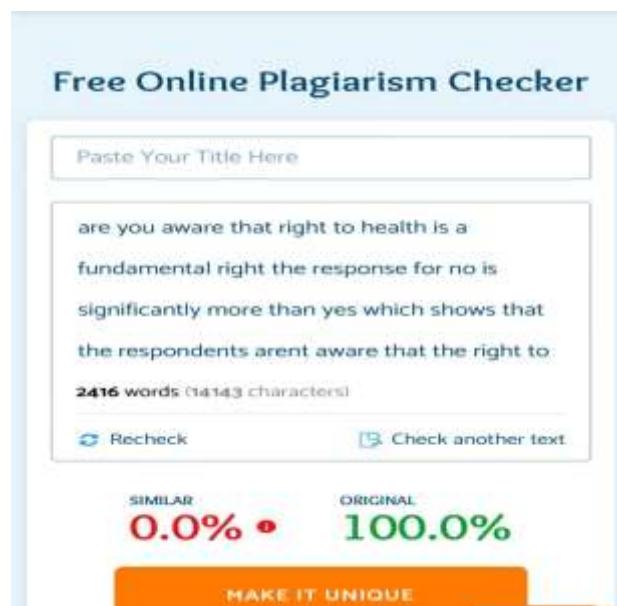 Free Online Plagiarism Checker
Paste Your Title Here
are you aware that right to health is a
fundamental right the response for no is
significantly more than yes which shows that
the respondents arent aware that the right to
2416 words (14143 characters)
Recheck Check another text
SIMILAR ORIGINAL
0.0% 100.0%
MAKE IT UNIQUE